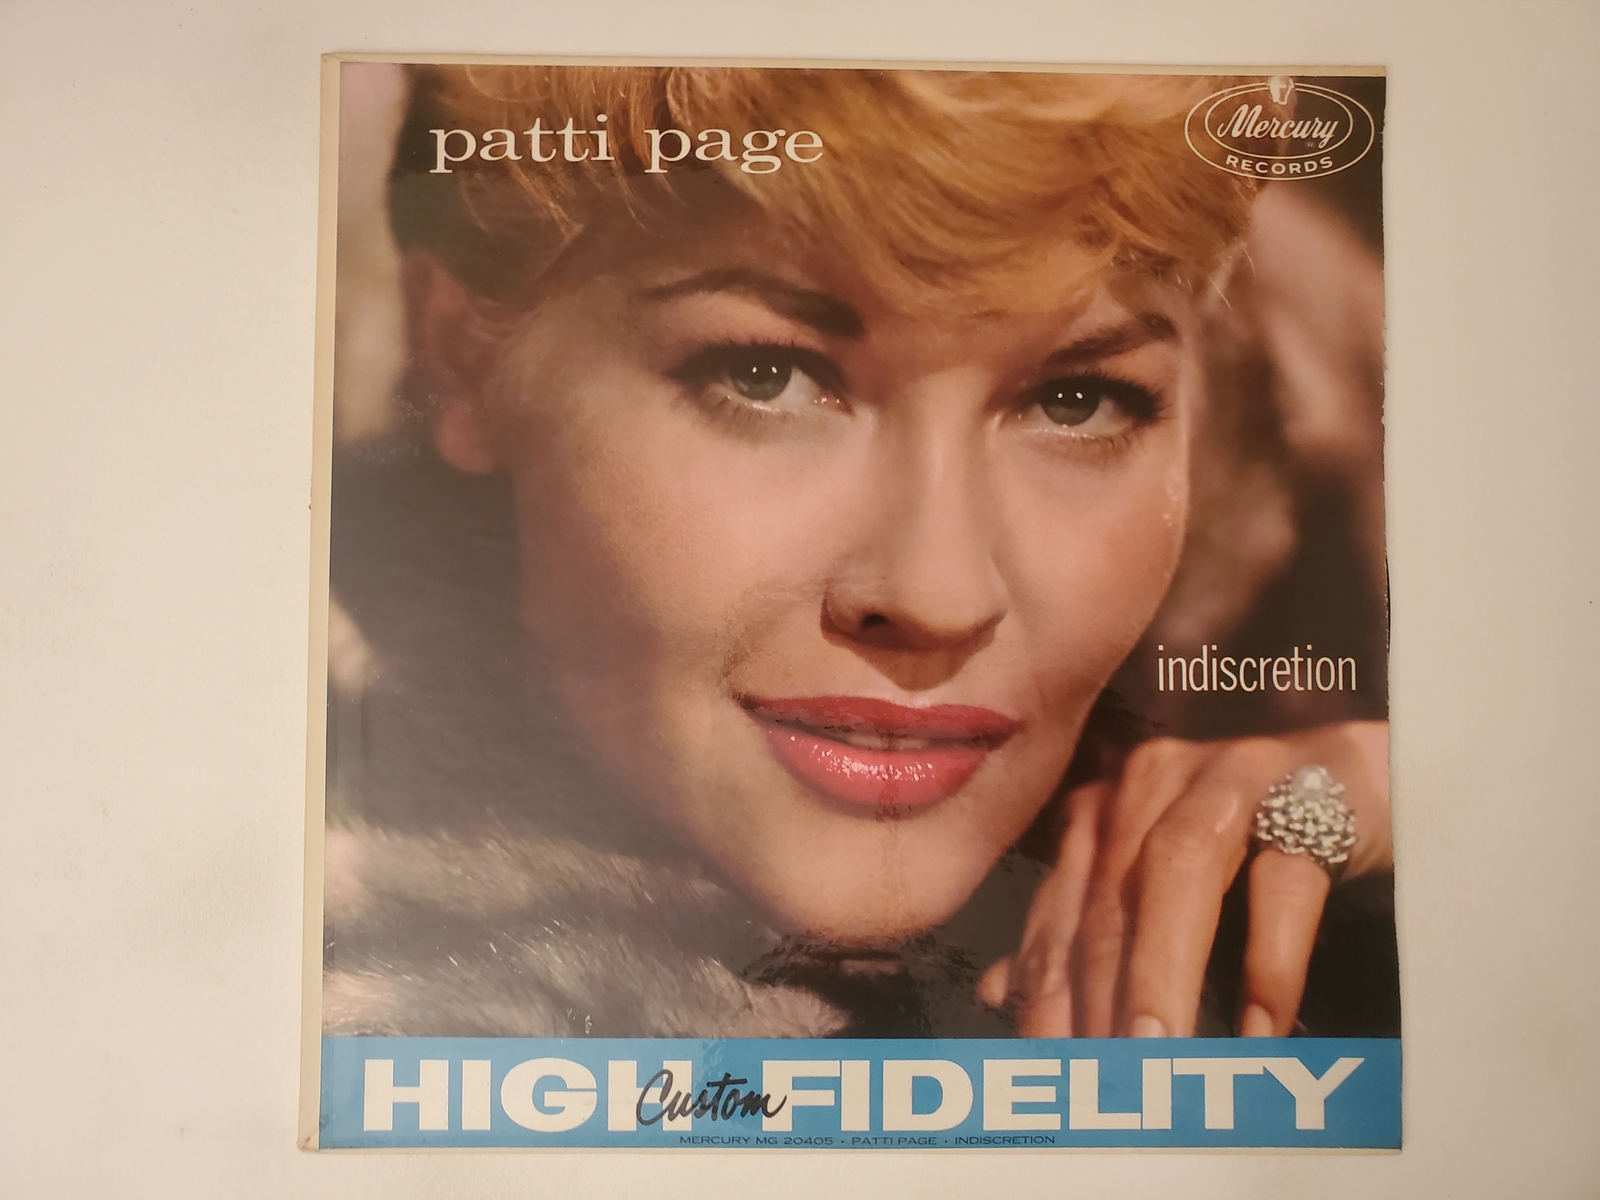 patti page
Mercury
RECORDS
indiscretion
HIGH-FIDELITY
Custom
MERCURY MG 20405 • PATTI PAGE • INDISCRETION